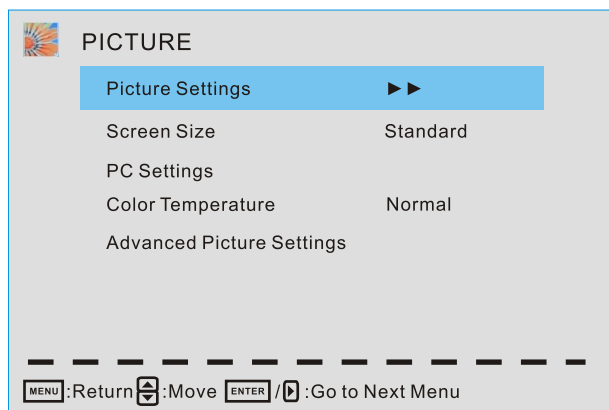 PICTURE
Picture Settings ►►
Screen Size Standard
PC Settings
Color Temperature Normal
Advanced Picture Settings
MENU:Return :Move ENTER/ :Go to Next Menu